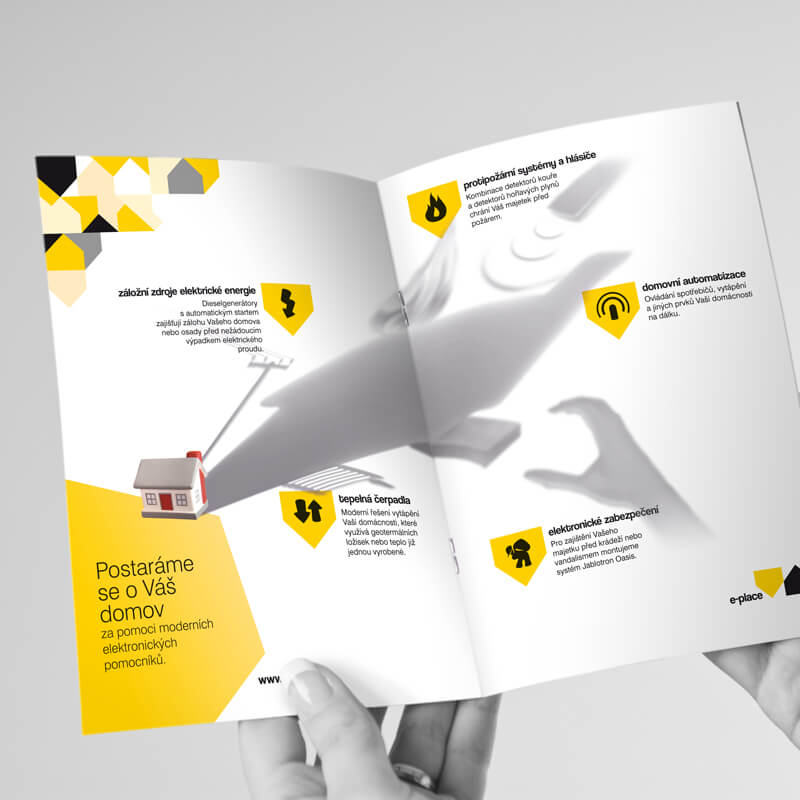 záložní zdroje elektrické energie
Dieselgenerátory
s automatickým startem
zajišťují zálohu Vašeho domova
nebo osady před nežádoucím
výpadkem elektrického
proudu.
tepelná čerpadla
Moderní řešení vytápění
Vaší domácnosti, které
využívá geotermálních
ložisek nebo teplo již
jednou vyrobené.
Postaráme
se o Váš
domov
za pomoci moderních
elektronických
pomocníků.
www.
protipožární systémy a hlásiče
Kombinace detektorů kouře
a detektorů hořlavých plynů
chrání Váš majetek před
požárem.
domovní automatizace
Ovládání spotřebičů, vytápění
a jiných prvků Vaší domácnosti
na dálku.
elektronické zabezpečení
Pro zajištění Vašeho
majetku před krádeží nebo
vandalismem montujeme
systém Jablotron Oasis.
e-place